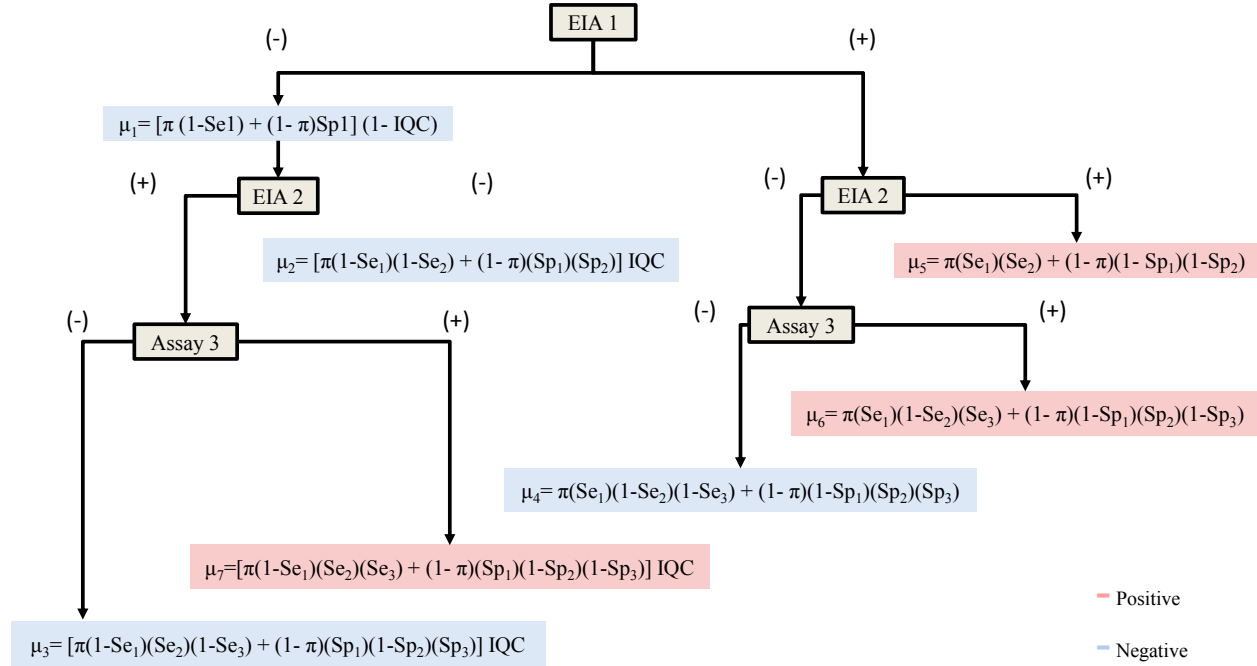 EIA 1
(-)
(+)
μ₁= [π (1-Se1) + (1- π)Sp1] (1- IQC)
(+)
EIA 2
(-)
(-)
EIA 2
(+)
μ₂= [π(1-Se₁)(1-Se₂) + (1- π)(Sp₁)(Sp₂)] IQC
μ₅= π(Se₁)(Se₂) + (1- π)(1- Sp₁)(1-Sp₂)
(-)
Assay 3
(+)
(-)
Assay 3
(+)
μ₆= π(Se₁)(1-Se₂)(Se₃) + (1- π)(1-Sp₁)(Sp₂)(1-Sp₃)
μ₄= π(Se₁)(1-Se₂)(1-Se₃) + (1- π)(1-Sp₁)(Sp₂)(Sp₃)
μ₇=[π(1-Se₁)(Se₂)(Se₃) + (1- π)(Sp₁)(1-Sp₂)(1-Sp₃)] IQC
Positive
μ₃= [π(1-Se₁)(Se₂)(1-Se₃) + (1- π)(Sp₁)(1-Sp₂)(Sp₃)] IQC
Negative